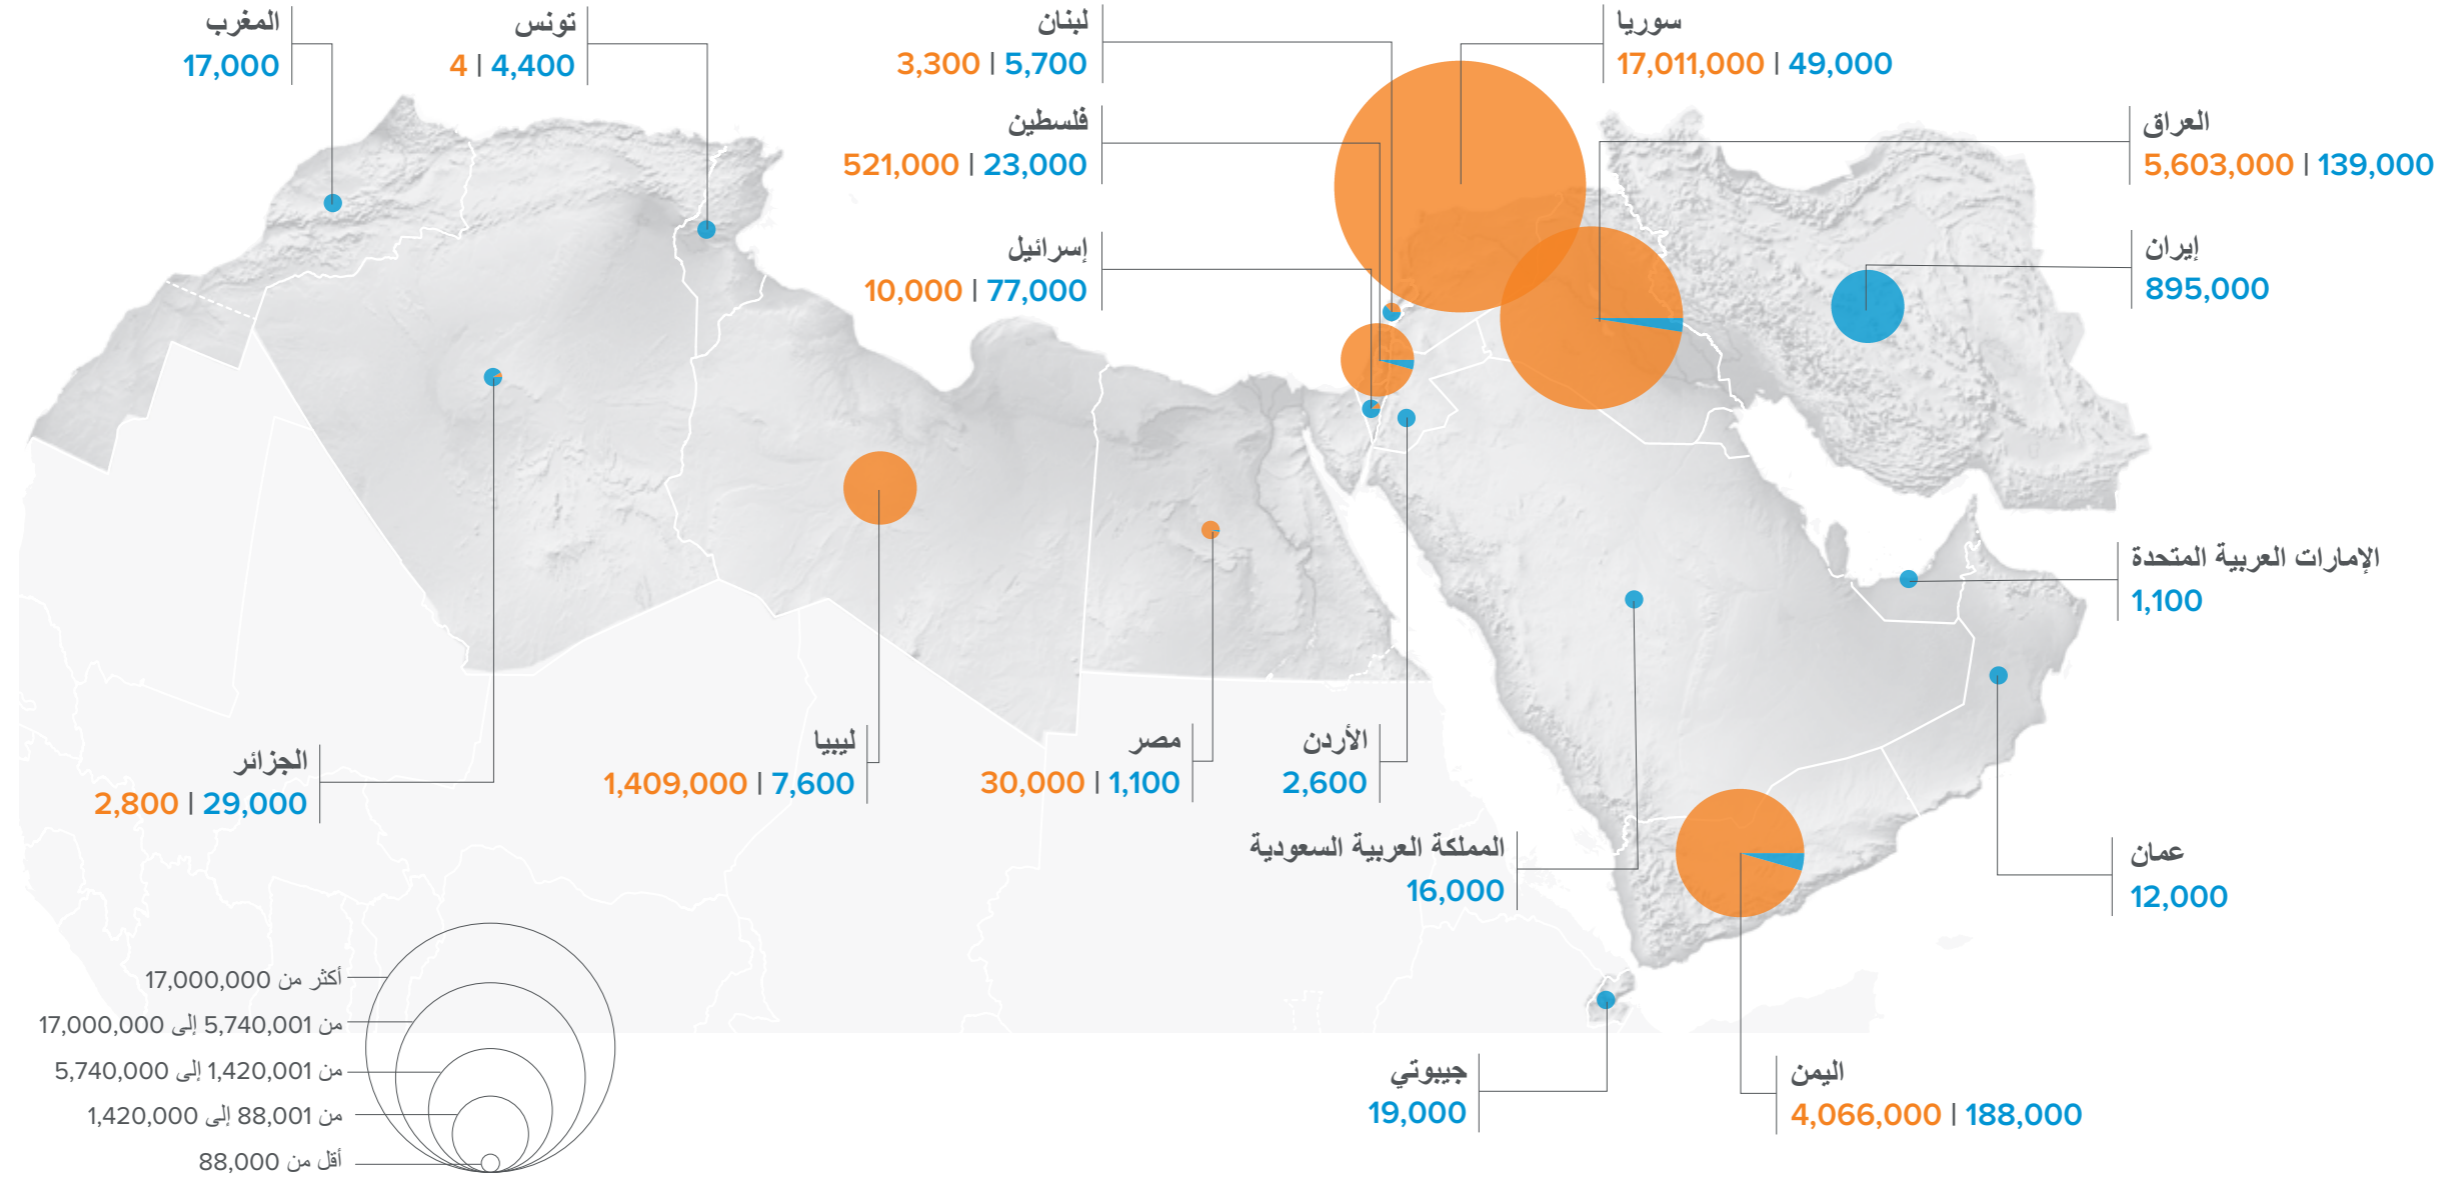 المغرب
17,000
تونس
4 | 4,400
لبنان
3,300 | 5,700
سوريا
17,011,000 | 49,000
فلسطين
521,000 | 23,000
العراق
5,603,000 | 139,000
إسرائيل
10,000 | 77,000
إيران
895,000
الإمارات العربية المتحدة
1,100
الجزائر
2,800 | 29,000
ليبيا
1,409,000 | 7,600
مصر
30,000 | 1,100
الأردن
2,600
المملكة العربية السعودية
16,000
عمان
12,000
جيبوتي
19,000
اليمن
4,066,000 | 188,000
أكثر من 17,000,000
من 5,740,001 إلى 17,000,000
من 1,420,001 إلى 5,740,000
من 88,001 إلى 1,420,000
أقل من 88,000